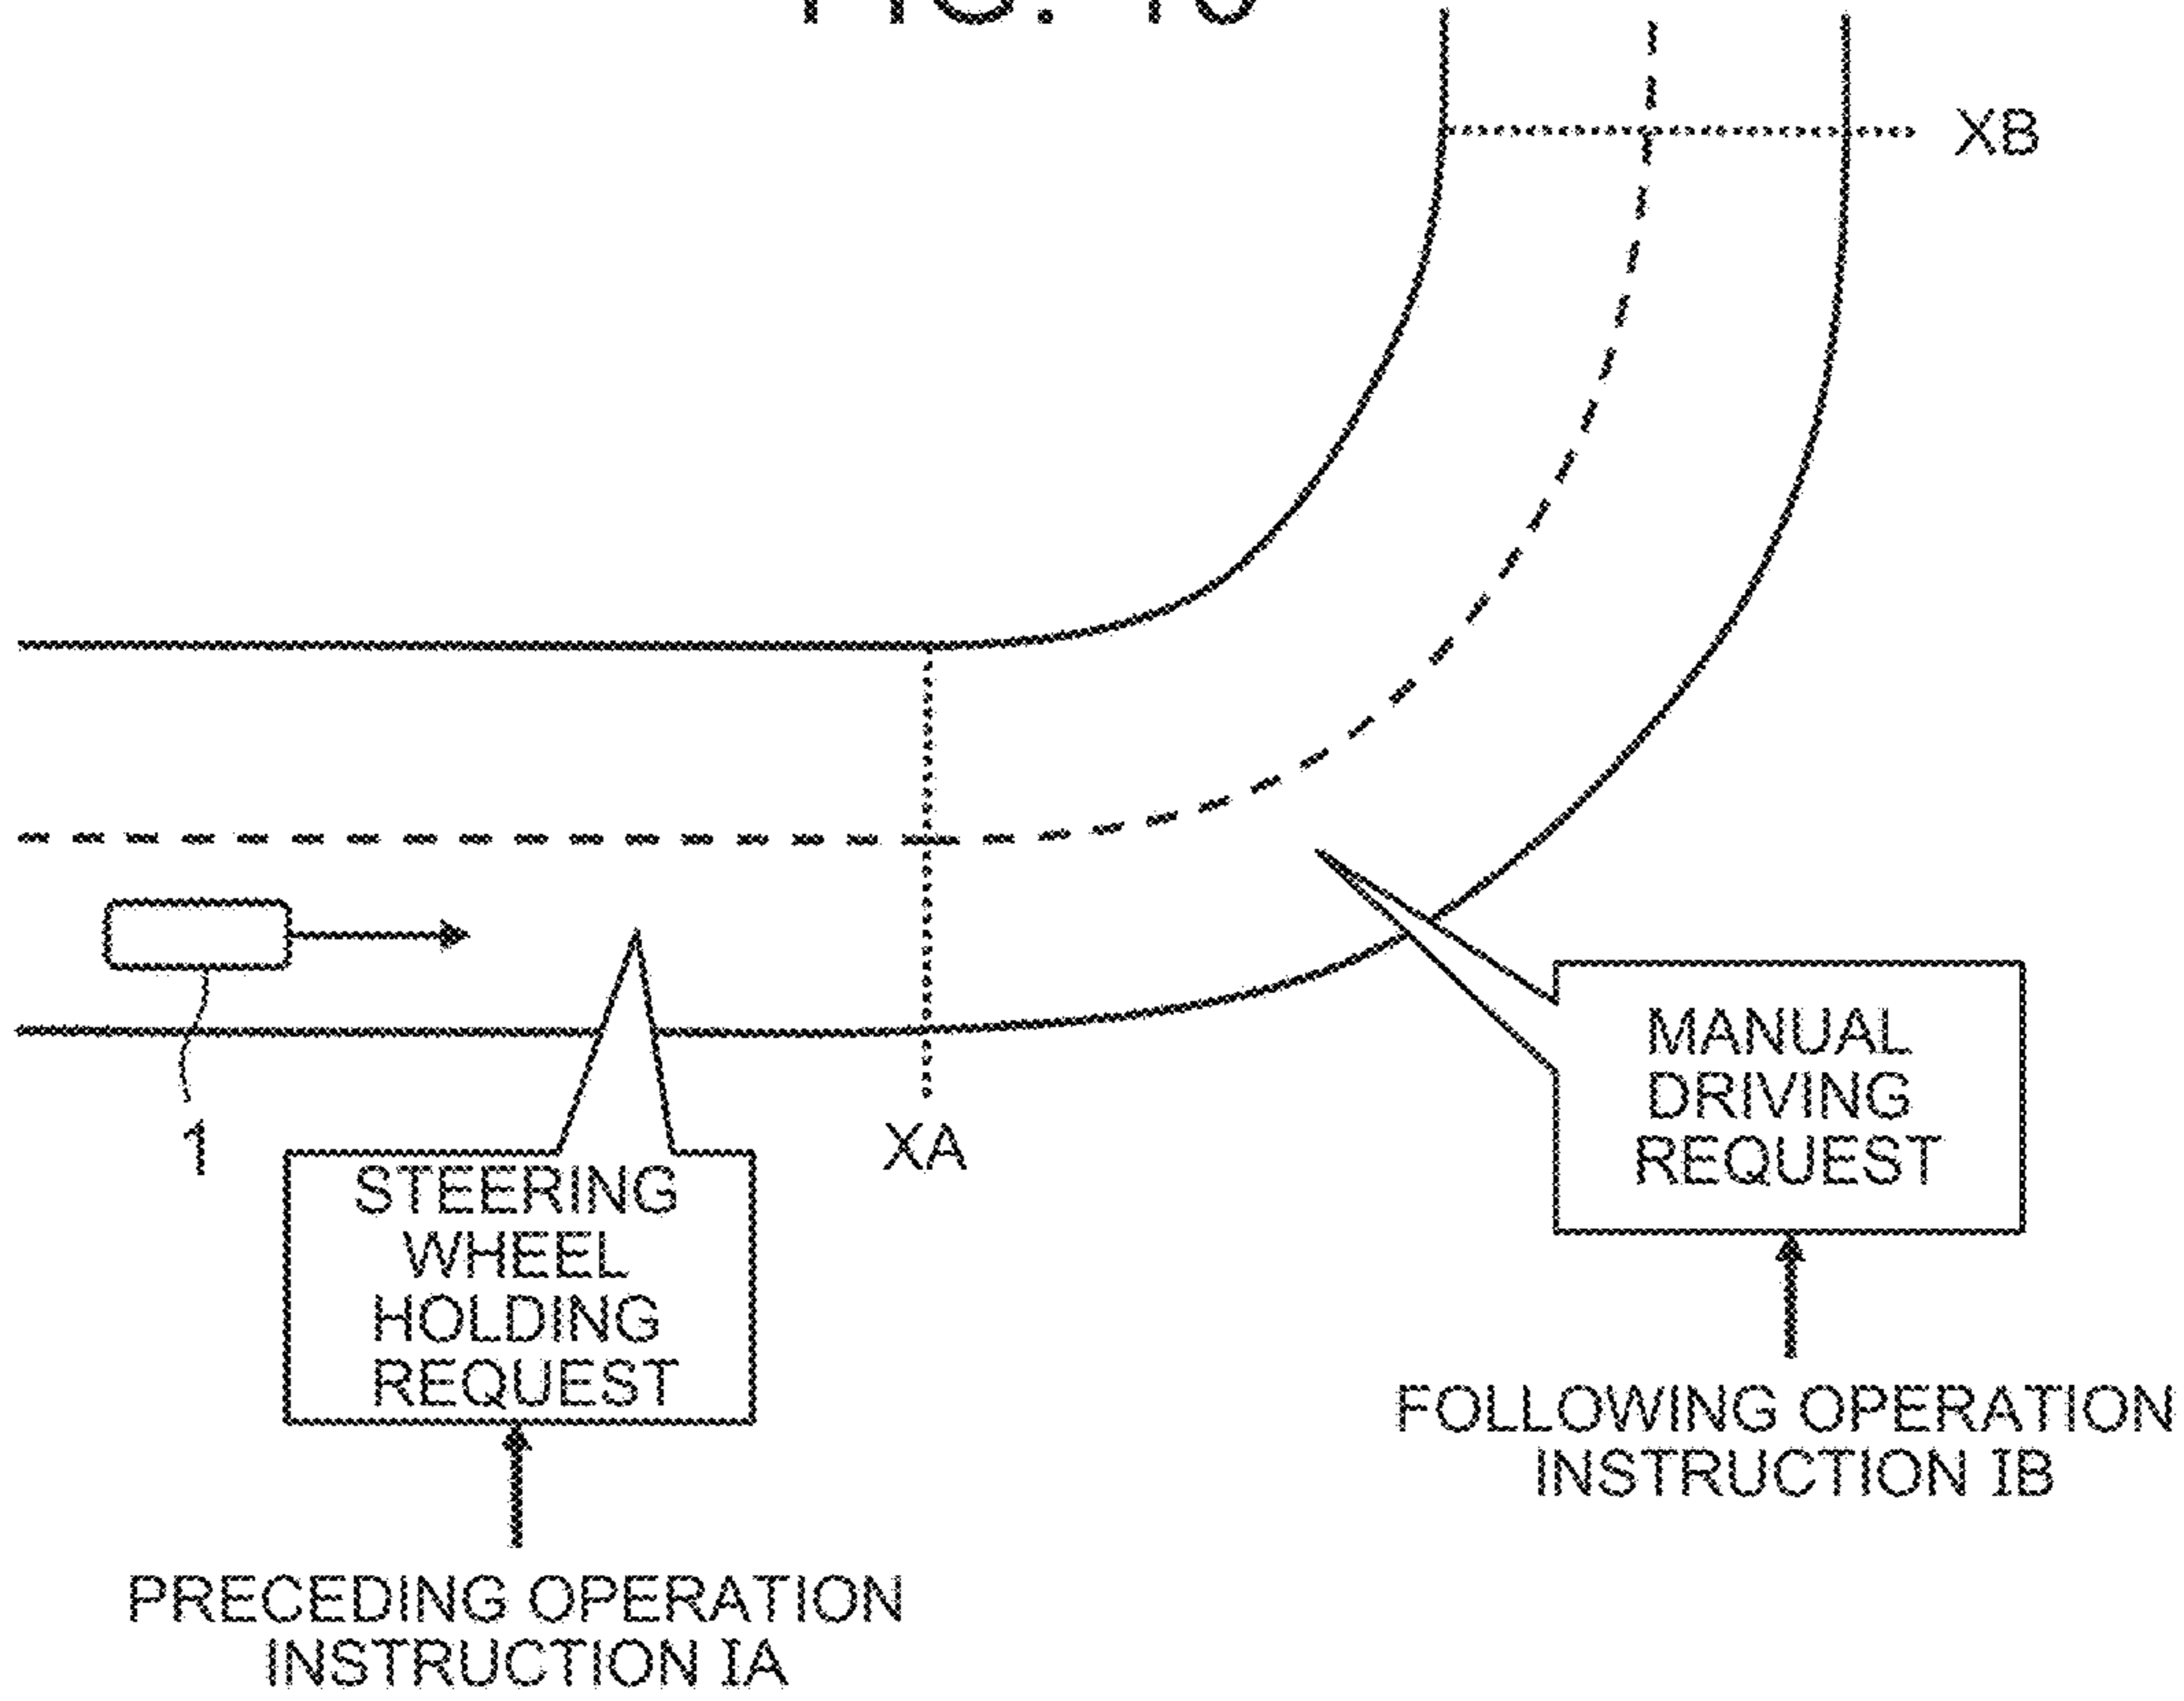 XB
1
XA
STEERING
WHEEL
HOLDING
REQUEST
MANUAL
DRIVING
REQUEST
FOLLOWING OPERATION
INSTRUCTION IB
PRECEDING OPERATION
INSTRUCTION IA